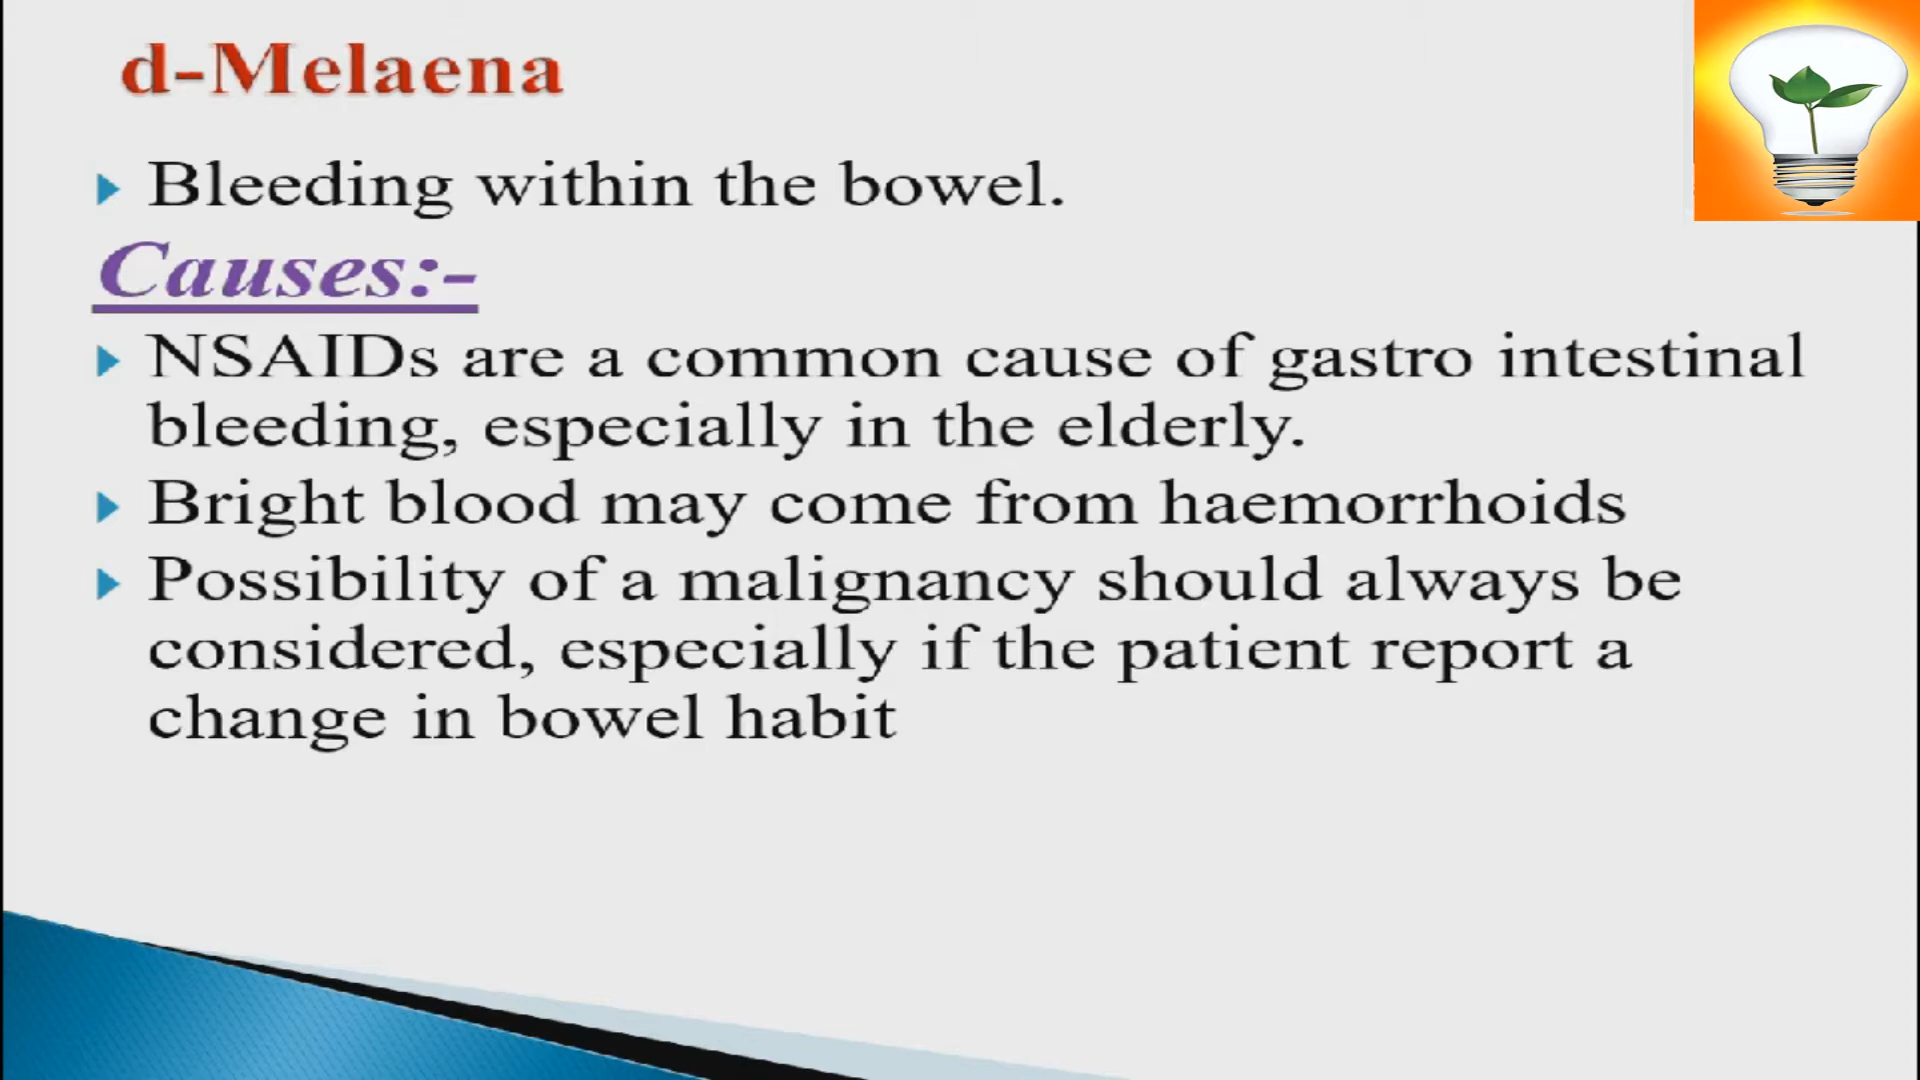 d-Melaena
Bleeding within the bowel.
Causes:-
NSAIDs are a common cause of gastro intestinal
bleeding, especially in the elderly.
Bright blood may come from haemorrhoids
Possibility of a malignancy should always be
considered, especially if the patient report a
change in bowel habit